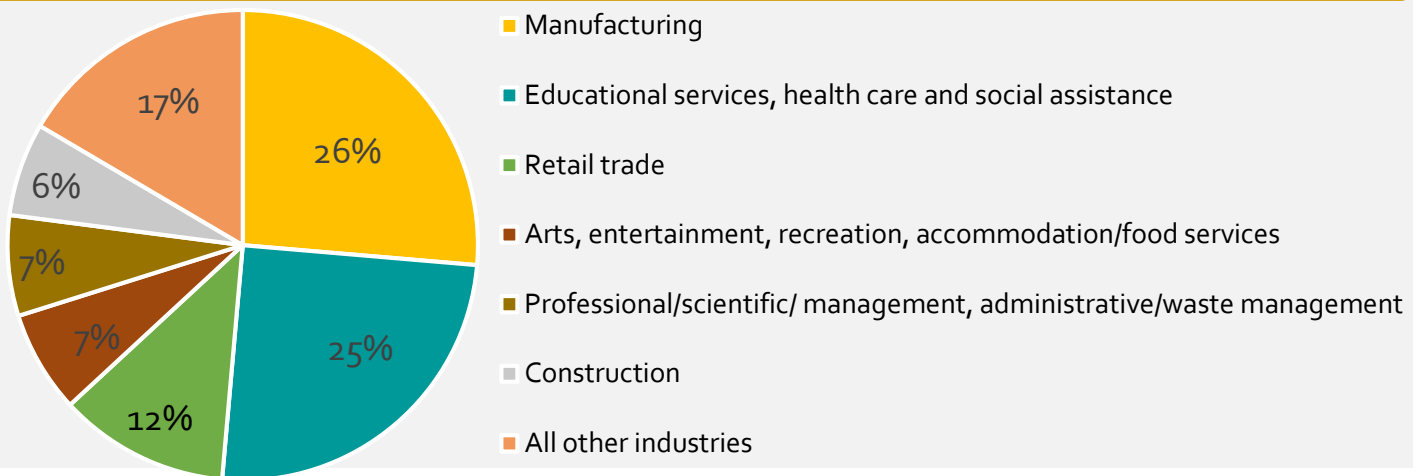 Manufacturing
Educational services, health care and social assistance
Retail trade
Arts, entertainment, recreation, accommodation/food services
Professional/scientific/ management, administrative/waste management
Construction
All other industries
26%
25%
12%
7%
7%
6%
17%